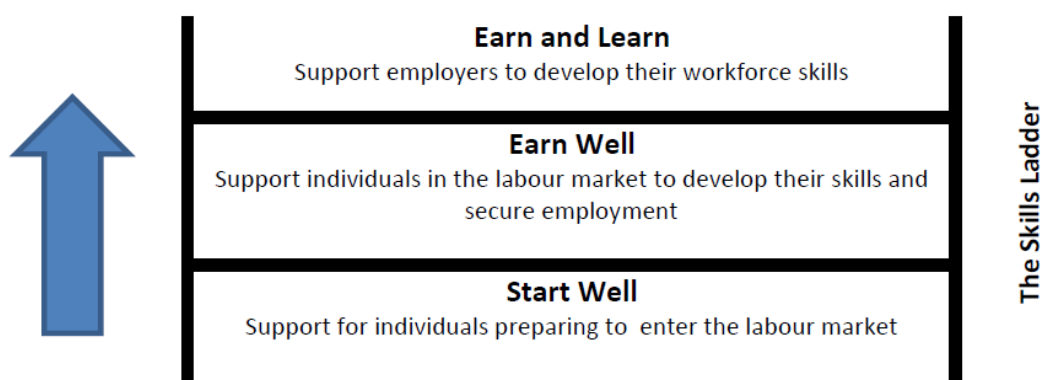 Earn and Learn
Support employers to develop their workforce skills
Earn Well
Support individuals in the labour market to develop their skills and
secure employment
Start Well
Support for individuals preparing to enter the labour market
The Skills Ladder